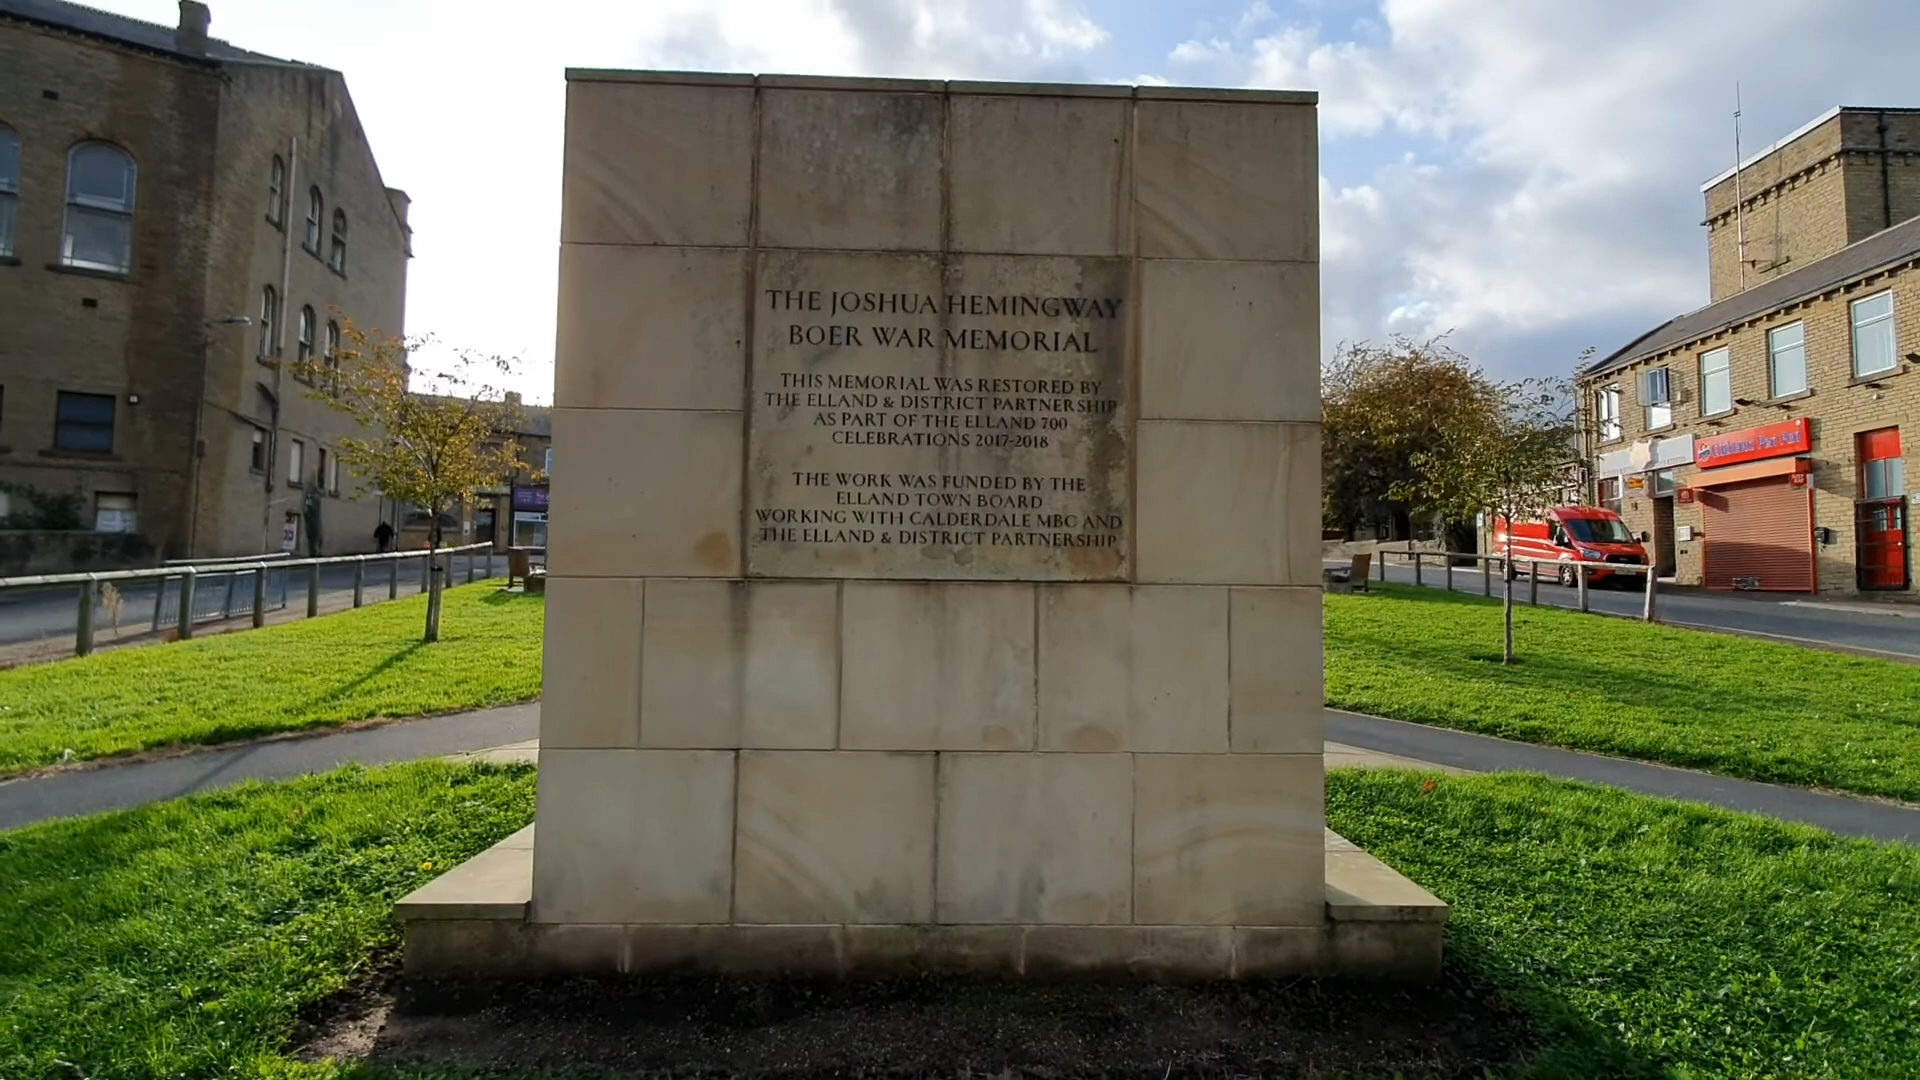 THE JOSHUA HEMINGWAY
BOER WAR MEMORIAL
THIS MEMORIAL WAS RESTORED BY
THE ELLAND & DISTRICT PARTNERSHIP
AS PART OF THE ELLAND 700
CELEBRATIONS 2017-2018
THE WORK WAS FUNDED BY THE
ELLAND TOWN BOARD
WORKING WITH CALDERDALE MBC AND
THE ELLAND & DISTRICT PARTNERSHIP